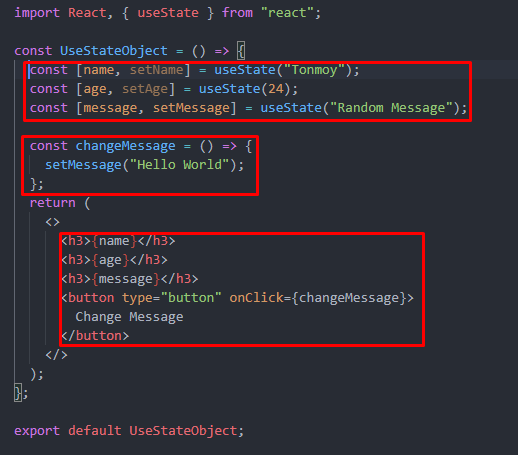 import React, { useState } from "react";
const UseStateObject = () => {
const [name, setName] = useState("Tonmoy");
const [age, setAge] = useState(24);
const [message, setMessage] = useState("Random Message");
const changeMessage = () => {
setMessage("Hello World");
};
return (
<>
<h3>{name}</h3>
<h3>{age}</h3>
<h3>{message}</h3>
<button type="button" onClick={changeMessage}>
Change Message
</button>
</>
);
};
export default UseStateObject;